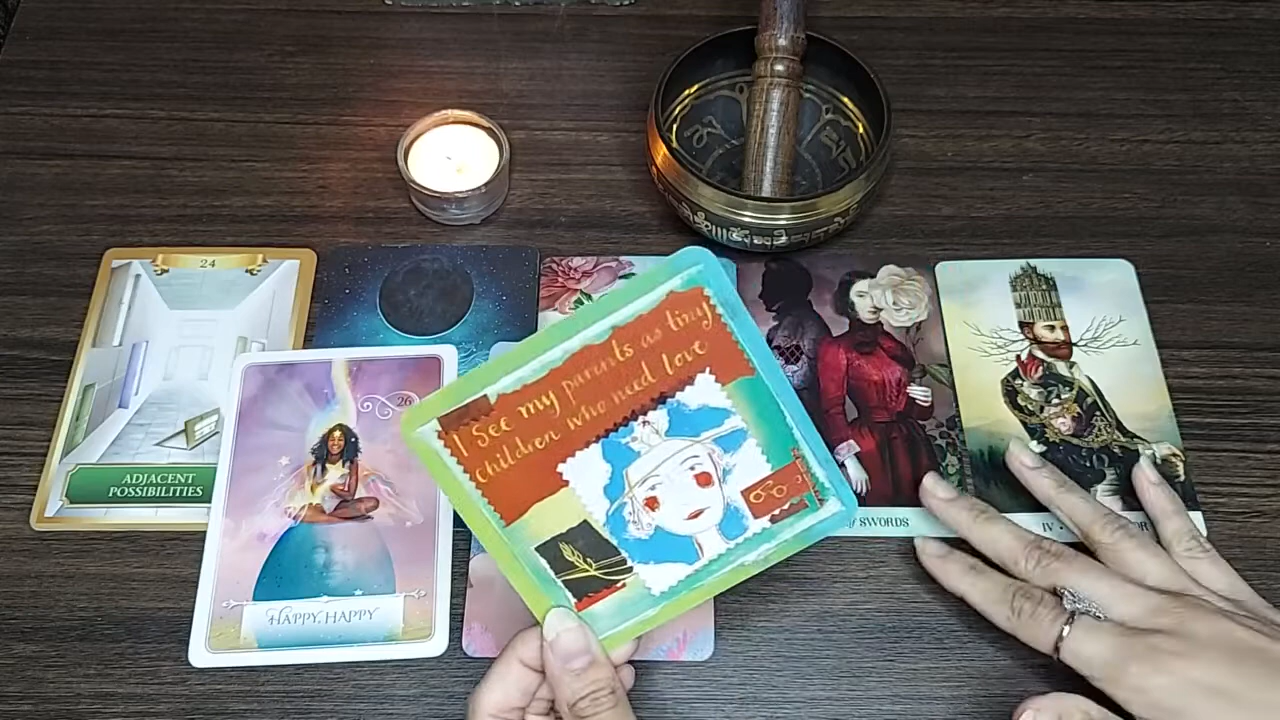 24
ADJACENT
POSSIBILITIES
26
HAPPY, HAPPY
I see my parents as tiny
children who need love
SWORDS
IV